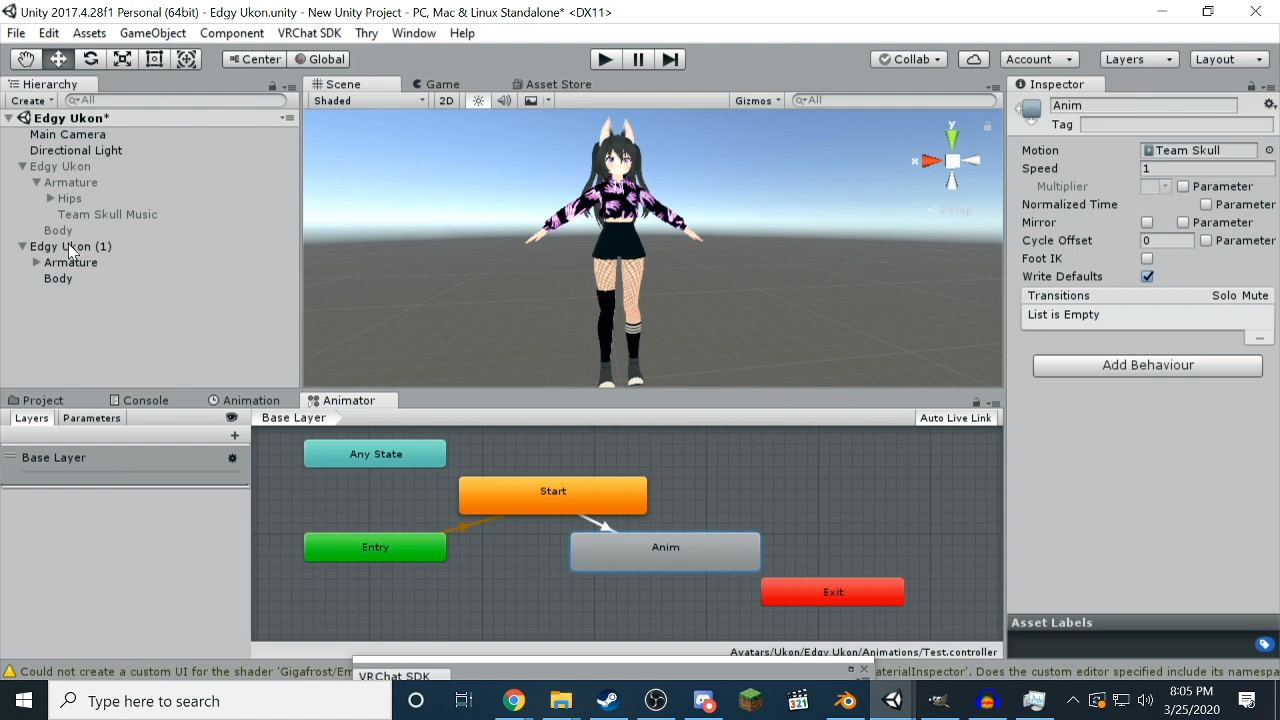 Unity 2017.4.28f1 Personal (64bit) - Edgy Ukon.unity - New Unity Project - PC, Mac & Linux Standalone* <DX11>
File Edit Assets GameObject Component VRChat SDK Thry Window Help
Center Global Collab Account Layers Layout
Hierarchy Scene Game Asset Store Inspector
Create All Shaded 2D Gizmos All
Anim
Tag
Edgy Ukon*
Main Camera
Directional Light
Edgy Ukon
Armature
Hips
Team Skull Music
Body
Edgy Ukon (1)
Armature
Body
y
x
Persp
Motion Team Skull
Speed 1
Multiplier Parameter
Normalized Time Parameter
Mirror Parameter
Cycle Offset 0 Parameter
Foot IK
Write Defaults
Transitions Solo Mute
List is Empty
Add Behaviour
Project Console Animation Animator
Layers Parameters Base Layer Auto Live Link
Base Layer
Any State
Start
Entry
Anim
Exit
Asset Labels
Avatars/Ukon/Edgy Ukon/Animations/Test.controller
Could not create a custom UI for the shader 'Gigafrost/Em
aterialInspector'. Does the custom editor specified include its namespa
VRChat SDK
Type here to search
321
8:05 PM
3/25/2020